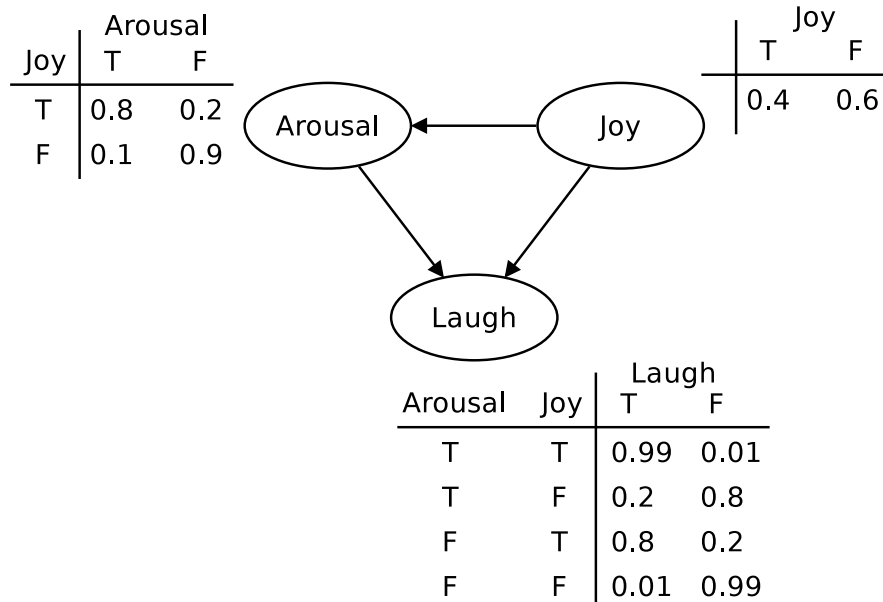 Arousal
Joy T F
T 0.8 0.2
F 0.1 0.9
Joy
T F
0.4 0.6
Arousal
Joy
Laugh
Laugh
Arousal Joy T F
T T 0.99 0.01
T F 0.2 0.8
F T 0.8 0.2
F F 0.01 0.99